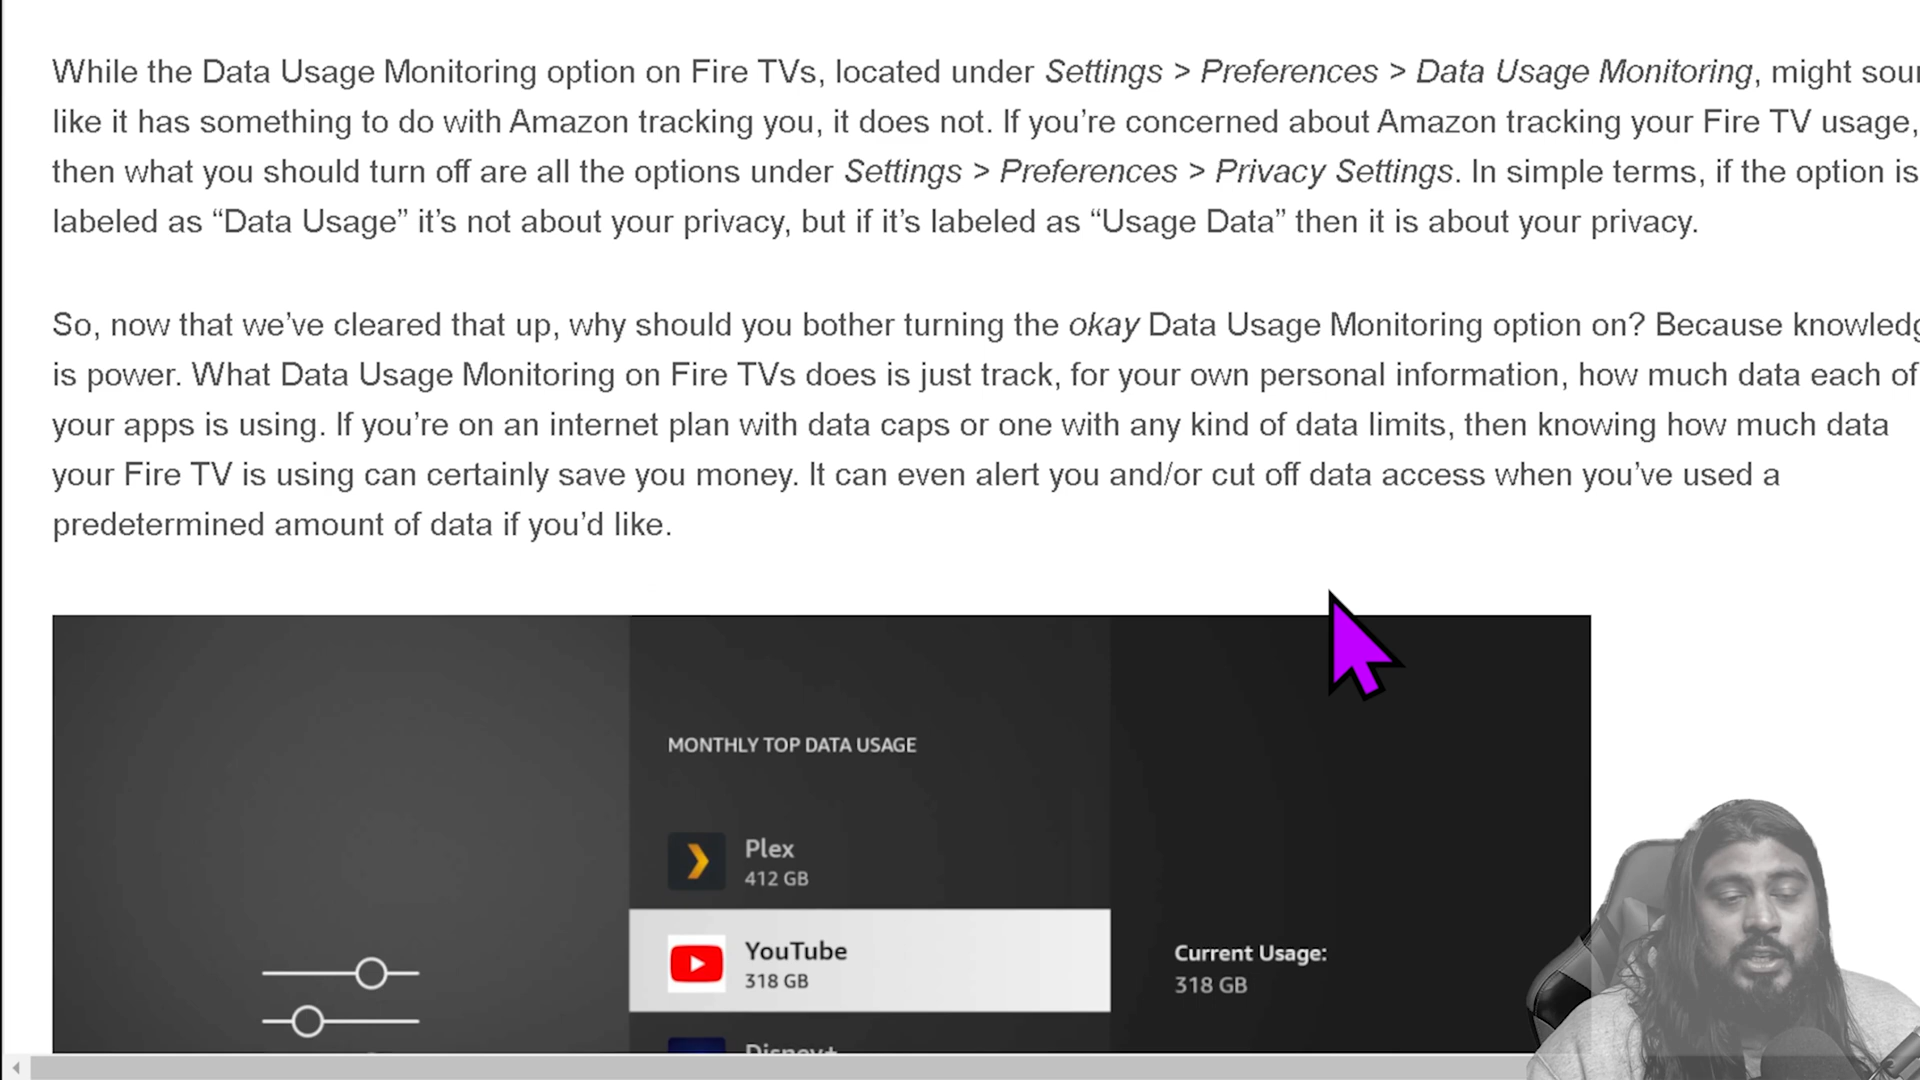 While the Data Usage Monitoring option on Fire TVs, located under Settings > Preferences > Data Usage Monitoring, might
like it has something to do with Amazon tracking you, it does not. If you’re concerned about Amazon tracking your Fire TV usage,
then what you should turn off are all the options under Settings > Preferences > Privacy Settings. In simple terms, if the option is
labeled as “Data Usage” it’s not about your privacy, but if it’s labeled as “Usage Data” then it is about your privacy.
So, now that we’ve cleared that up, why should you bother turning the okay Data Usage Monitoring option on? Because
is power. What Data Usage Monitoring on Fire TVs does is just track, for your own personal information, how much data each of
your apps is using. If you’re on an internet plan with data caps or one with any kind of data limits, then knowing how much data
your Fire TV is using can certainly save you money. It can even alert you and/or cut off data access when you’ve used a
predetermined amount of data if you’d like.
MONTHLY TOP DATA USAGE
Plex
412 GB
YouTube
318 GB
Current Usage:
318 GB
Disney+